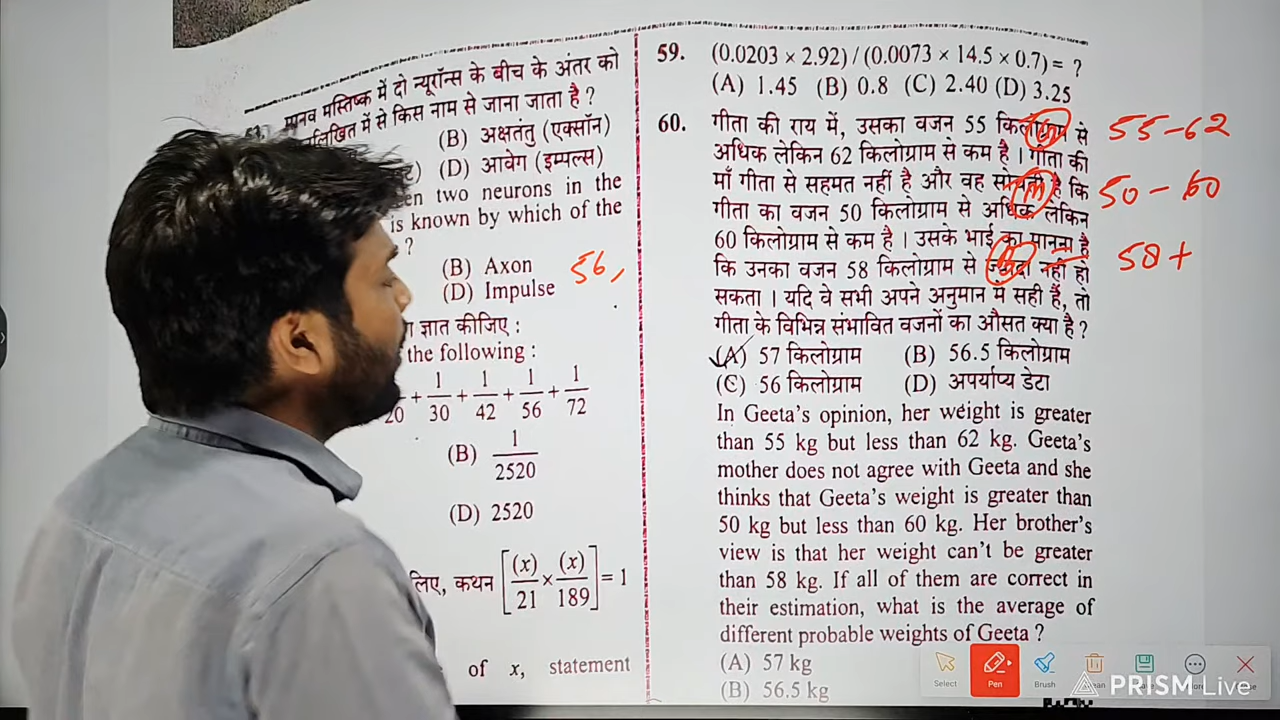 मानव मस्तिष्क में दो न्यूरॉन्स के बीच के अंतर को
किस नाम से जाना जाता है ?
(B) अक्षतंतु (एक्सॉन)
(D) आवेग (इम्पल्स)
two neurons in the
is known by which of the
?
(B) Axon
(D) Impulse
56,
ज्ञात कीजिए :
the following :
20 + 1/30 + 1/42 + 1/56 + 1/72
(B) 1/2520
(D) 2520
लिए, कथन [(x)/21 × (x)/189] = 1
of x, statement
59. (0.0203 × 2.92) / (0.0073 × 14.5 × 0.7) = ?
(A) 1.45 (B) 0.8 (C) 2.40 (D) 3.25
60. गीता की राय में, उसका वजन 55 किलोग्राम से
55-62
अधिक लेकिन 62 किलोग्राम से कम है । गीता की
माँ गीता से सहमत नहीं है और वह सोचती है कि
50-60
गीता का वजन 50 किलोग्राम से अधिक लेकिन
60 किलोग्राम से कम है । उसके भाई का मानना है
58+
कि उनका वजन 58 किलोग्राम से ज्यादा नहीं हो
सकता । यदि वे सभी अपने अनुमान में सही हैं, तो
गीता के विभिन्न संभावित वजनों का औसत क्या है ?
(A) 57 किलोग्राम (B) 56.5 किलोग्राम
(C) 56 किलोग्राम (D) अपर्याप्य डेटा
In Geeta's opinion, her weight is greater
than 55 kg but less than 62 kg. Geeta's
mother does not agree with Geeta and she
thinks that Geeta's weight is greater than
50 kg but less than 60 kg. Her brother's
view is that her weight can't be greater
than 58 kg. If all of them are correct in
their estimation, what is the average of
different probable weights of Geeta ?
(A) 57 kg
(B) 56.5 kg
Select Pen Brush
PRISM Live